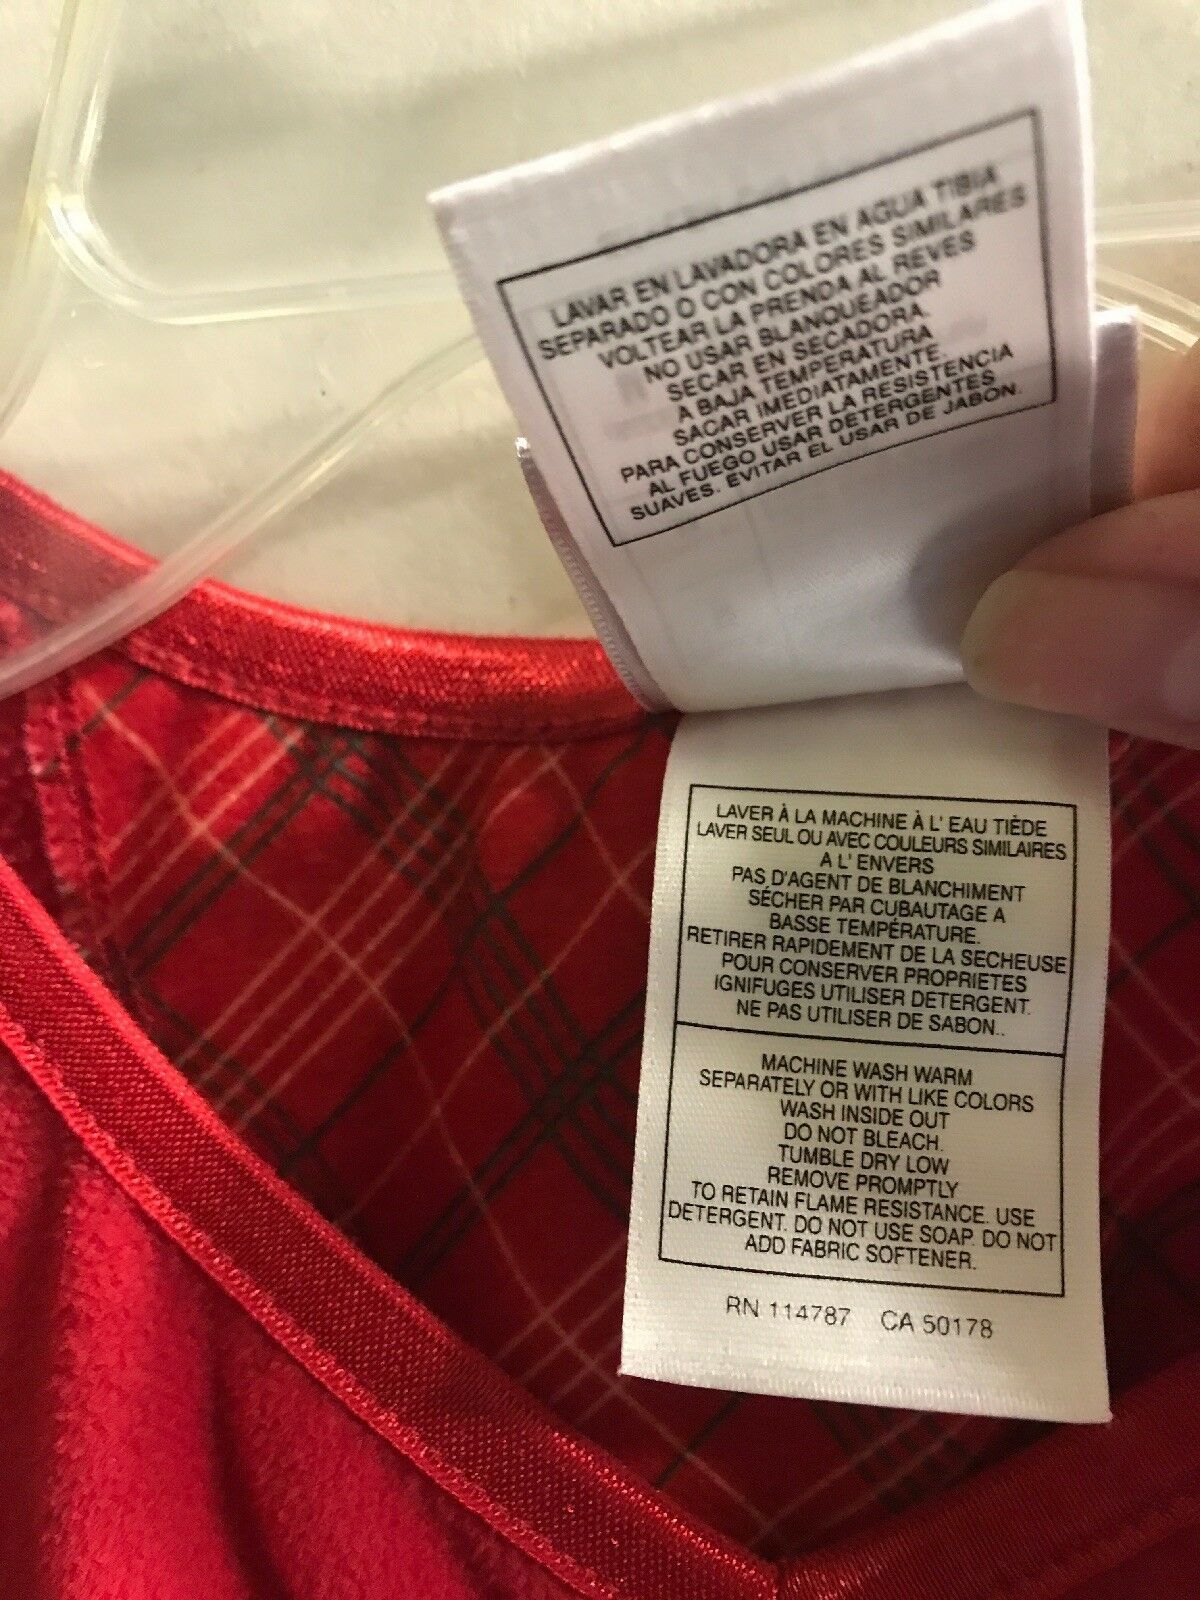 LAVAR EN LAVADORA EN AGUA TIBIA
SEPARADO O CON COLORES SIMILARES
VOLTEAR LA PRENDA AL REVES
NO USAR BLANQUEADOR
SECAR EN SECADORA.
A BAJA TEMPERATURA
SACAR IMEDIATAMENTE.
PARA CONSERVER LA RESISTENCIA
AL FUEGO USAR DETERGENTES
SUAVES. EVITAR EL USAR DE JABON.
LAVER À LA MACHINE À L' EAU TIÈDE
LAVER SEUL OU AVEC COULEURS SIMILAIRES
A L' ENVERS
PAS D'AGENT DE BLANCHIMENT
SÉCHER PAR CUBAUTAGE A
BASSE TEMPÉRATURE.
RETIRER RAPIDEMENT DE LA SECHEUSE
POUR CONSERVER PROPRIETES
IGNIFUGES UTILISER DETERGENT.
NE PAS UTILISER DE SABON..
MACHINE WASH WARM
SEPARATELY OR WITH LIKE COLORS
WASH INSIDE OUT
DO NOT BLEACH.
TUMBLE DRY LOW
REMOVE PROMPTLY
TO RETAIN FLAME RESISTANCE. USE
DETERGENT. DO NOT USE SOAP. DO NOT
ADD FABRIC SOFTENER.
RN 114787 CA 50178